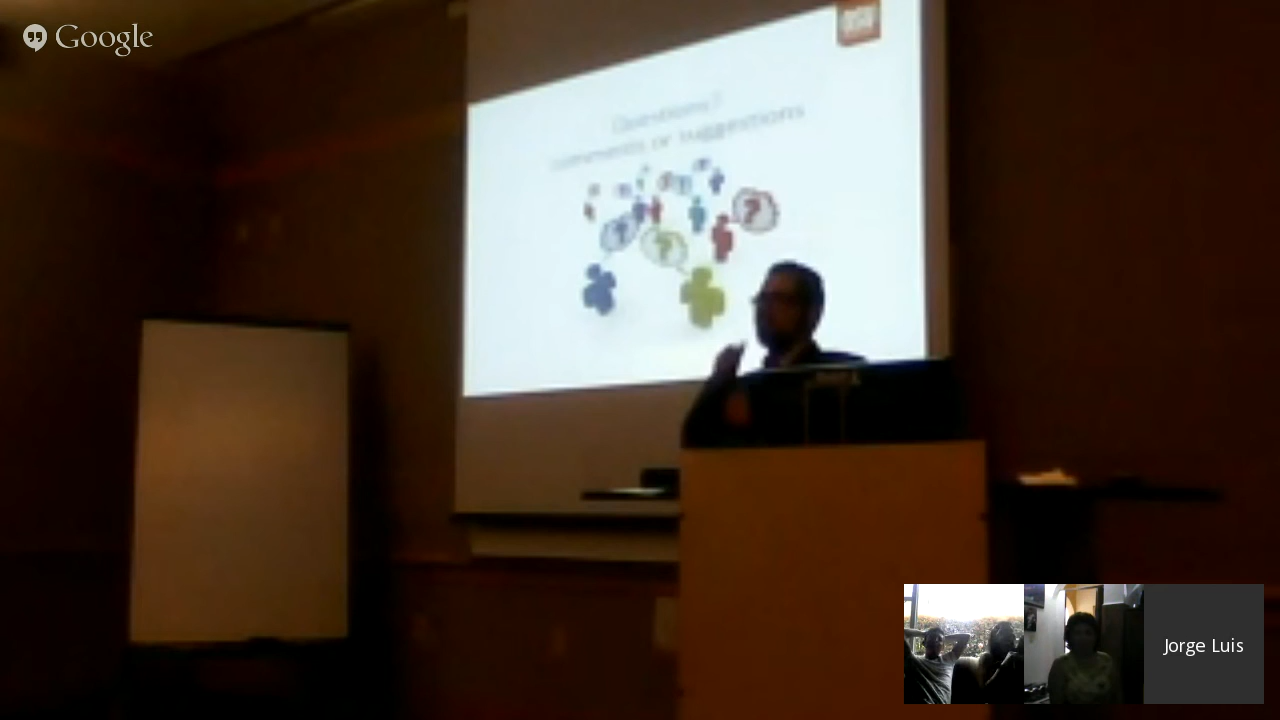 Google
Questions?
comments or suggestions
?
?
?
Jorge Luis